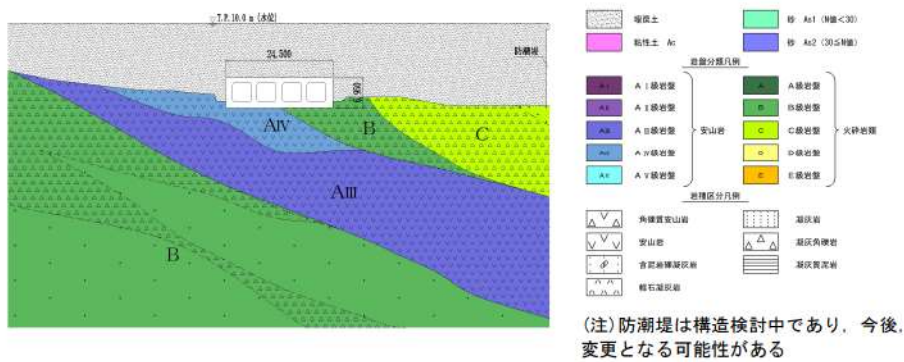 T.P.10.0 m (水位)
防潮堤
24.500
6.950
AⅣ
B
C
AⅢ
B
埋戻土
砂 As1 (N値<30)
粘性土 Ac
砂 As2 (30≦N値)
岩盤分類凡例
AⅠ AⅠ級岩盤
A A級岩盤
AⅡ AⅡ級岩盤
B B級岩盤
AⅢ AⅢ級岩盤
安山岩
C C級岩盤
火砕岩類
AⅣ AⅣ級岩盤
D D級岩盤
AⅤ AⅤ級岩盤
E E級岩盤
岩種区分凡例
角礫質安山岩
凝灰岩
安山岩
凝灰角礫岩
含泥岩礫凝灰岩
凝灰質泥岩
軽石凝灰岩
(注)防潮堤は構造検討中であり,今後,
変更となる可能性がある